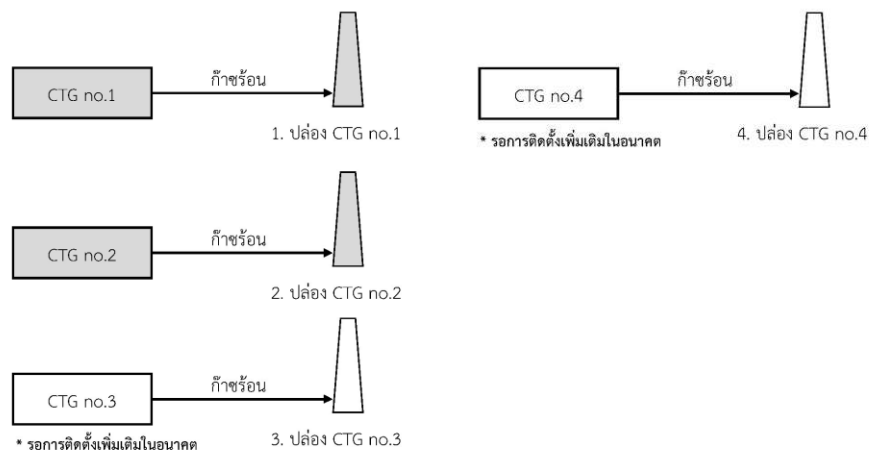 CTG no.1
ก๊าซร้อน
1. ปล่อง CTG no.1
CTG no.2
ก๊าซร้อน
2. ปล่อง CTG no.2
CTG no.3
ก๊าซร้อน
* รอการติดตั้งเพิ่มเติมในอนาคต
3. ปล่อง CTG no.3
CTG no.4
ก๊าซร้อน
* รอการติดตั้งเพิ่มเติมในอนาคต
4. ปล่อง CTG no.4